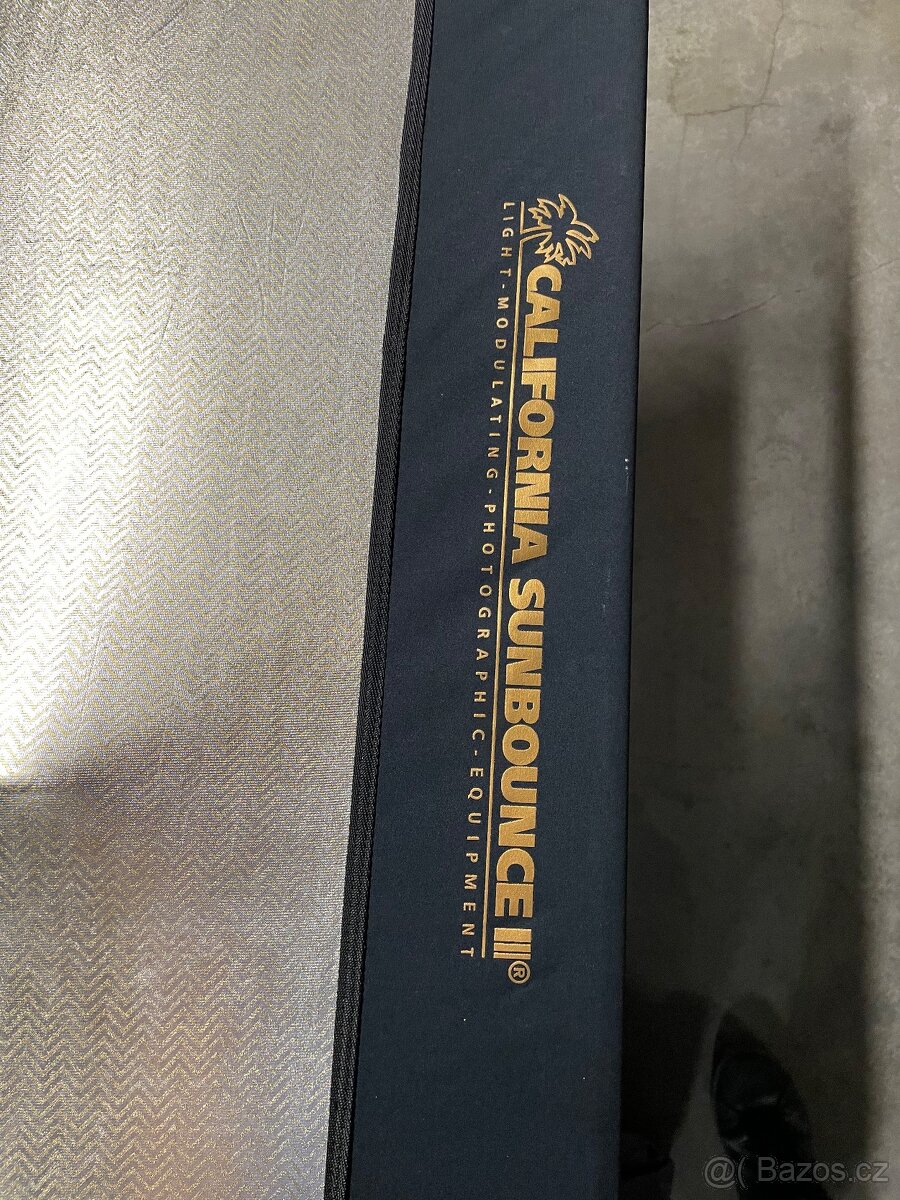 CALIFORNIA SUNBOUNCE III®
LIGHT-MODULATING-PHOTOGRAPHIC-EQUIPMENT
@( Bazos.cz